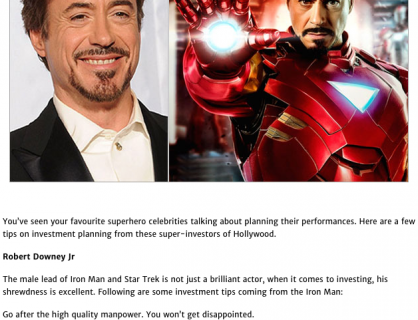 You've seen your favourite superhero celebrities talking about planning their performances. Here are a few
tips on investment planning from these super-investors of Hollywood.
Robert Downey Jr
The male lead of Iron Man and Star Trek is not just a brilliant actor, when it comes to investing, his
shrewdness is excellent. Following are some investment tips coming from the Iron Man:
Go after the high quality manpower. You won't get disappointed.